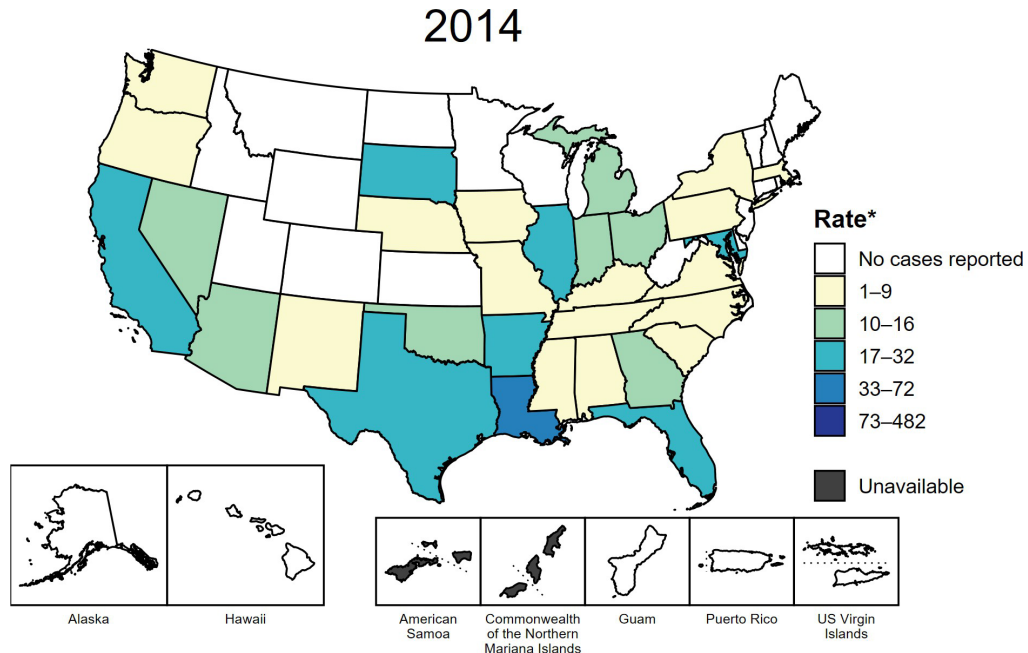 2014
Rate*
No cases reported
1–9
10–16
17–32
33–72
73–482
Unavailable
Alaska
Hawaii
American
Samoa
Commonwealth
of the Northern
Mariana Islands
Guam
Puerto Rico
US Virgin
Islands